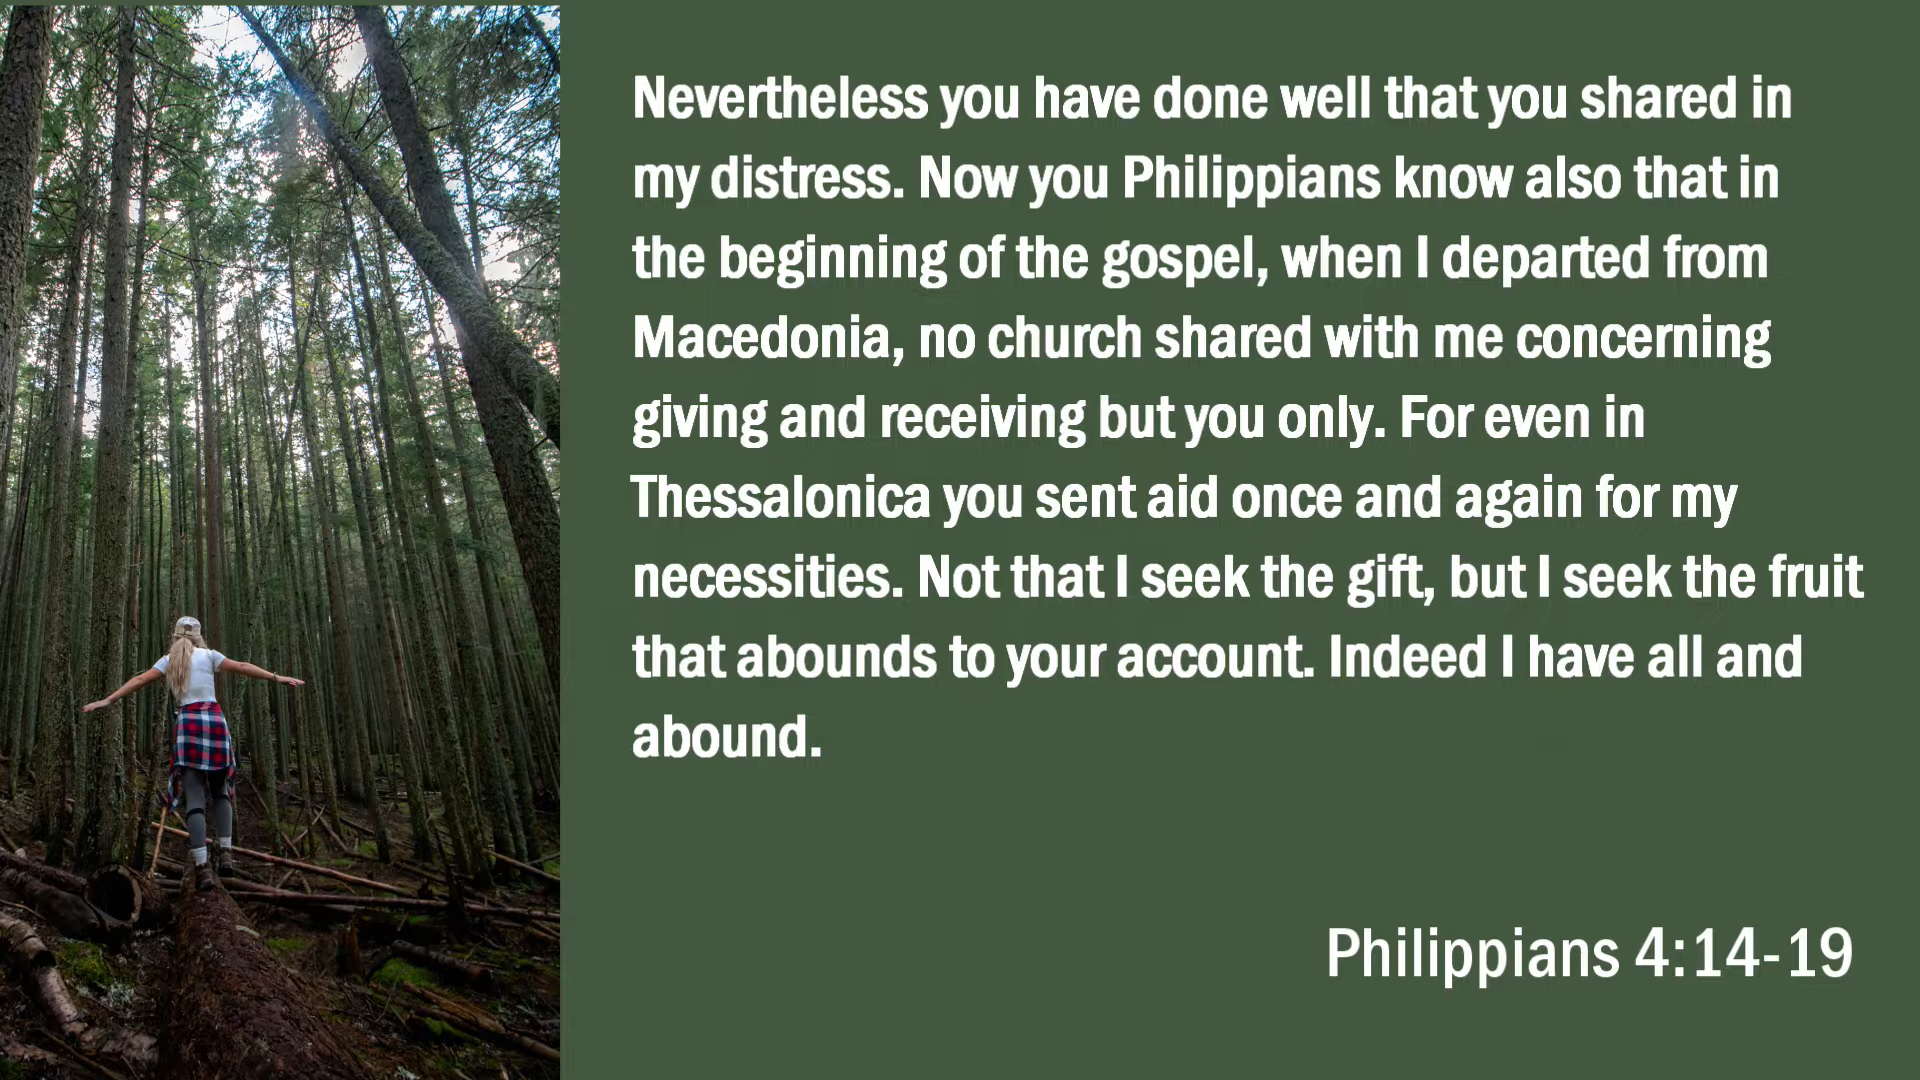 Nevertheless you have done well that you shared in
my distress. Now you Philippians know also that in
the beginning of the gospel, when I departed from
Macedonia, no church shared with me concerning
giving and receiving but you only. For even in
Thessalonica you sent aid once and again for my
necessities. Not that I seek the gift, but I seek the fruit
that abounds to your account. Indeed I have all and
abound.
Philippians 4:14-19